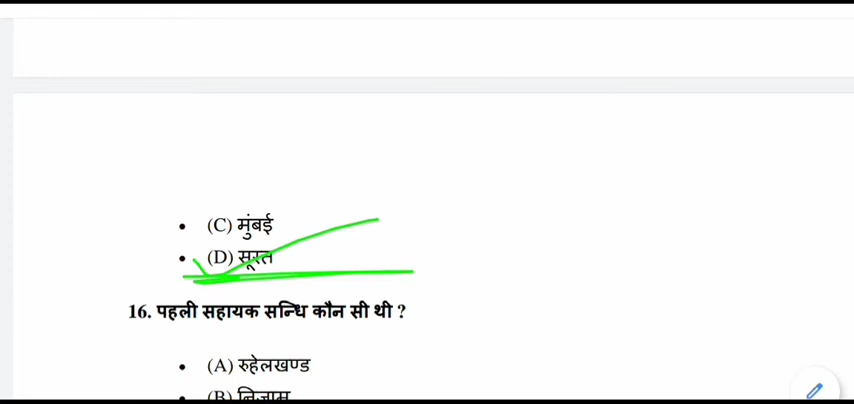 (C) मुंबई
(D) सूरत
16. पहली सहायक सन्धि कौन सी थी ?
(A) रुहेलखण्ड
(B) निजाम